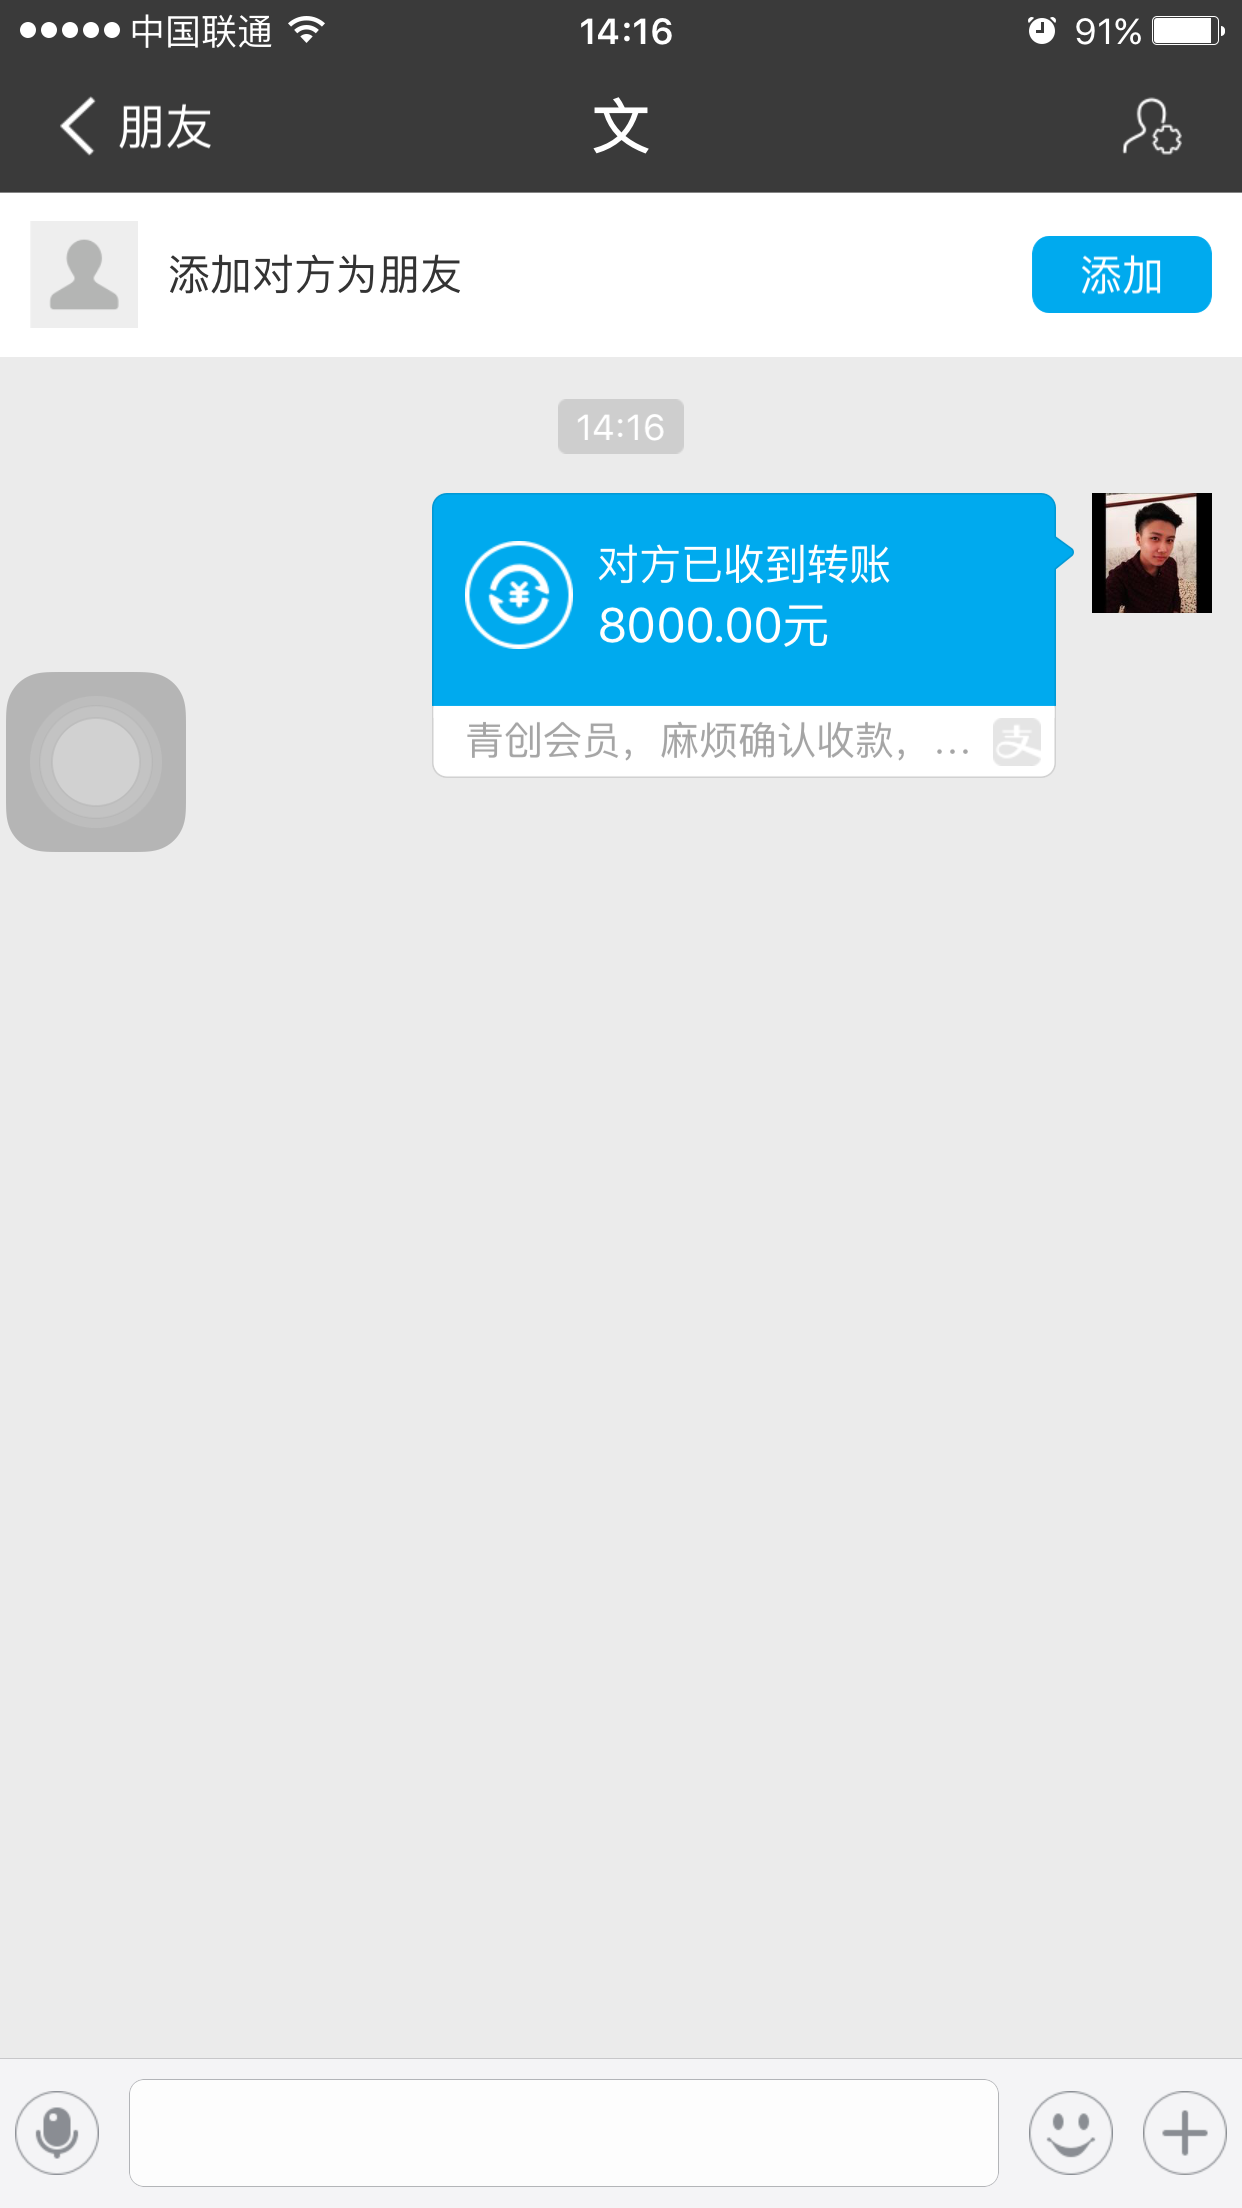 中国联通
14:16
91%
朋友
文
添加对方为朋友
添加
14:16
对方已收到转账
8000.00元
青创会员，麻烦确认收款，...
支